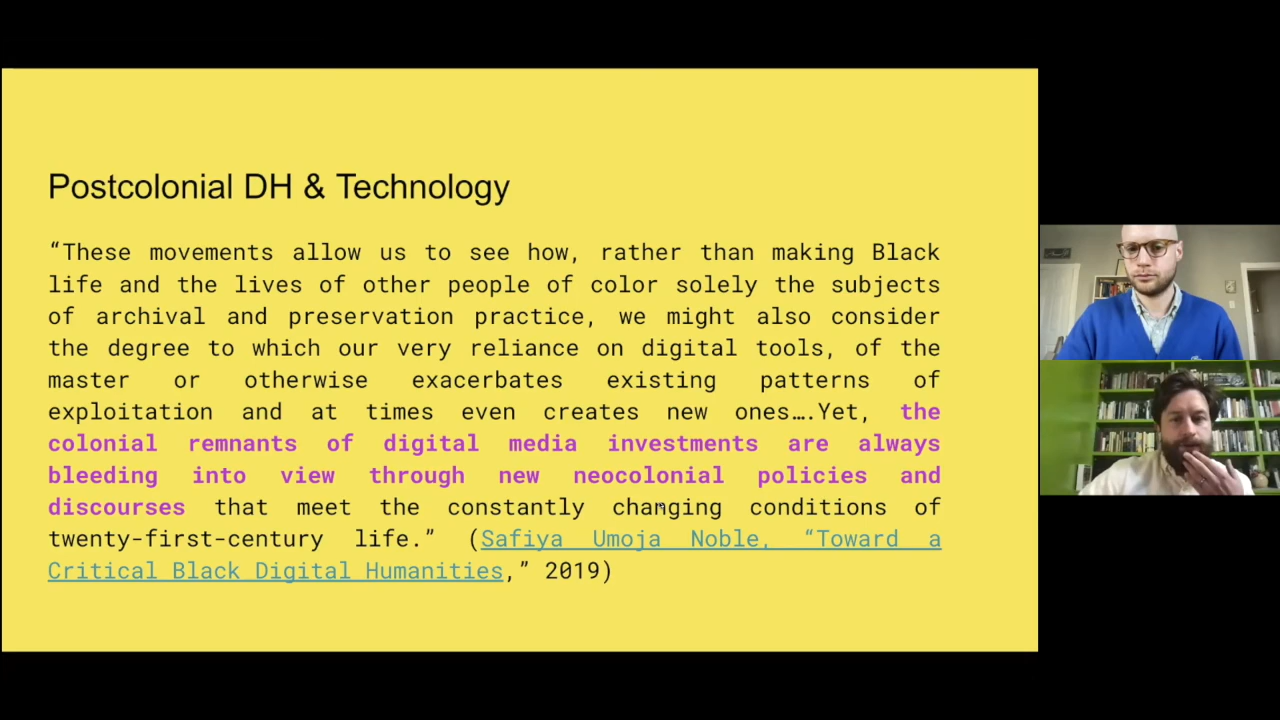 Postcolonial DH & Technology
“These movements allow us to see how, rather than making Black
life and the lives of other people of color solely the subjects
of archival and preservation practice, we might also consider
the degree to which our very reliance on digital tools, of the
master or otherwise exacerbates existing patterns of
exploitation and at times even creates new ones….Yet, the
colonial remnants of digital media investments are always
bleeding into view through new neocolonial policies and
discourses that meet the constantly changing conditions of
twenty-first-century life.” (Safiya Umoja Noble, “Toward a
Critical Black Digital Humanities,” 2019)